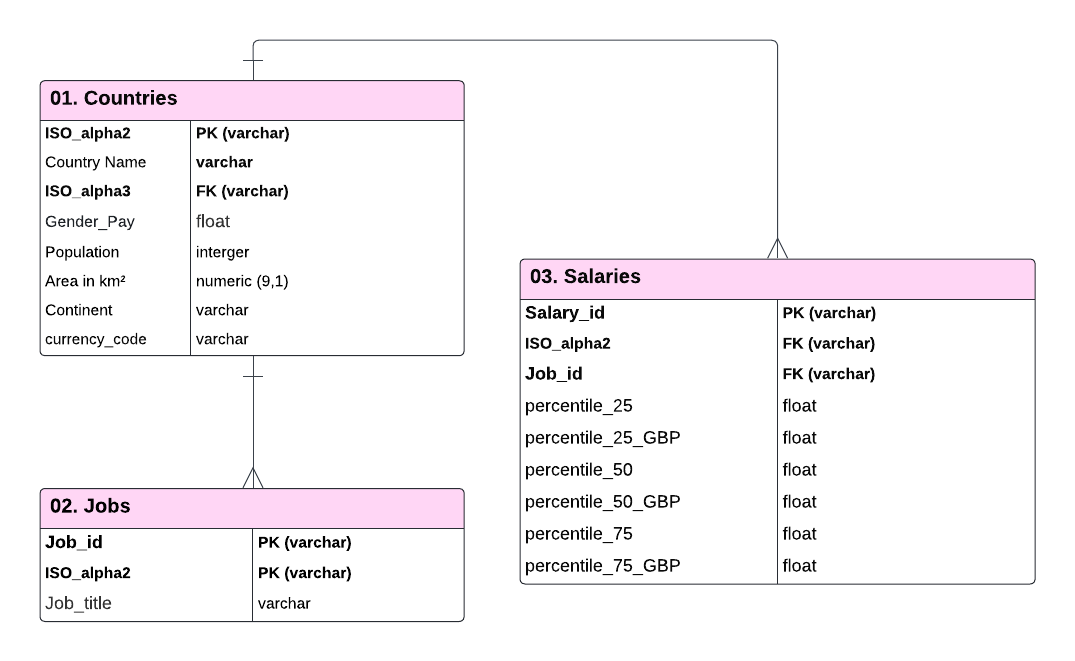 01. Countries
ISO_alpha2 PK (varchar)
Country Name varchar
ISO_alpha3 FK (varchar)
Gender_Pay float
Population interger
Area in km² numeric (9,1)
Continent varchar
currency_code varchar
02. Jobs
Job_id PK (varchar)
ISO_alpha2 PK (varchar)
Job_title varchar
03. Salaries
Salary_id PK (varchar)
ISO_alpha2 FK (varchar)
Job_id FK (varchar)
percentile_25 float
percentile_25_GBP float
percentile_50 float
percentile_50_GBP float
percentile_75 float
percentile_75_GBP float